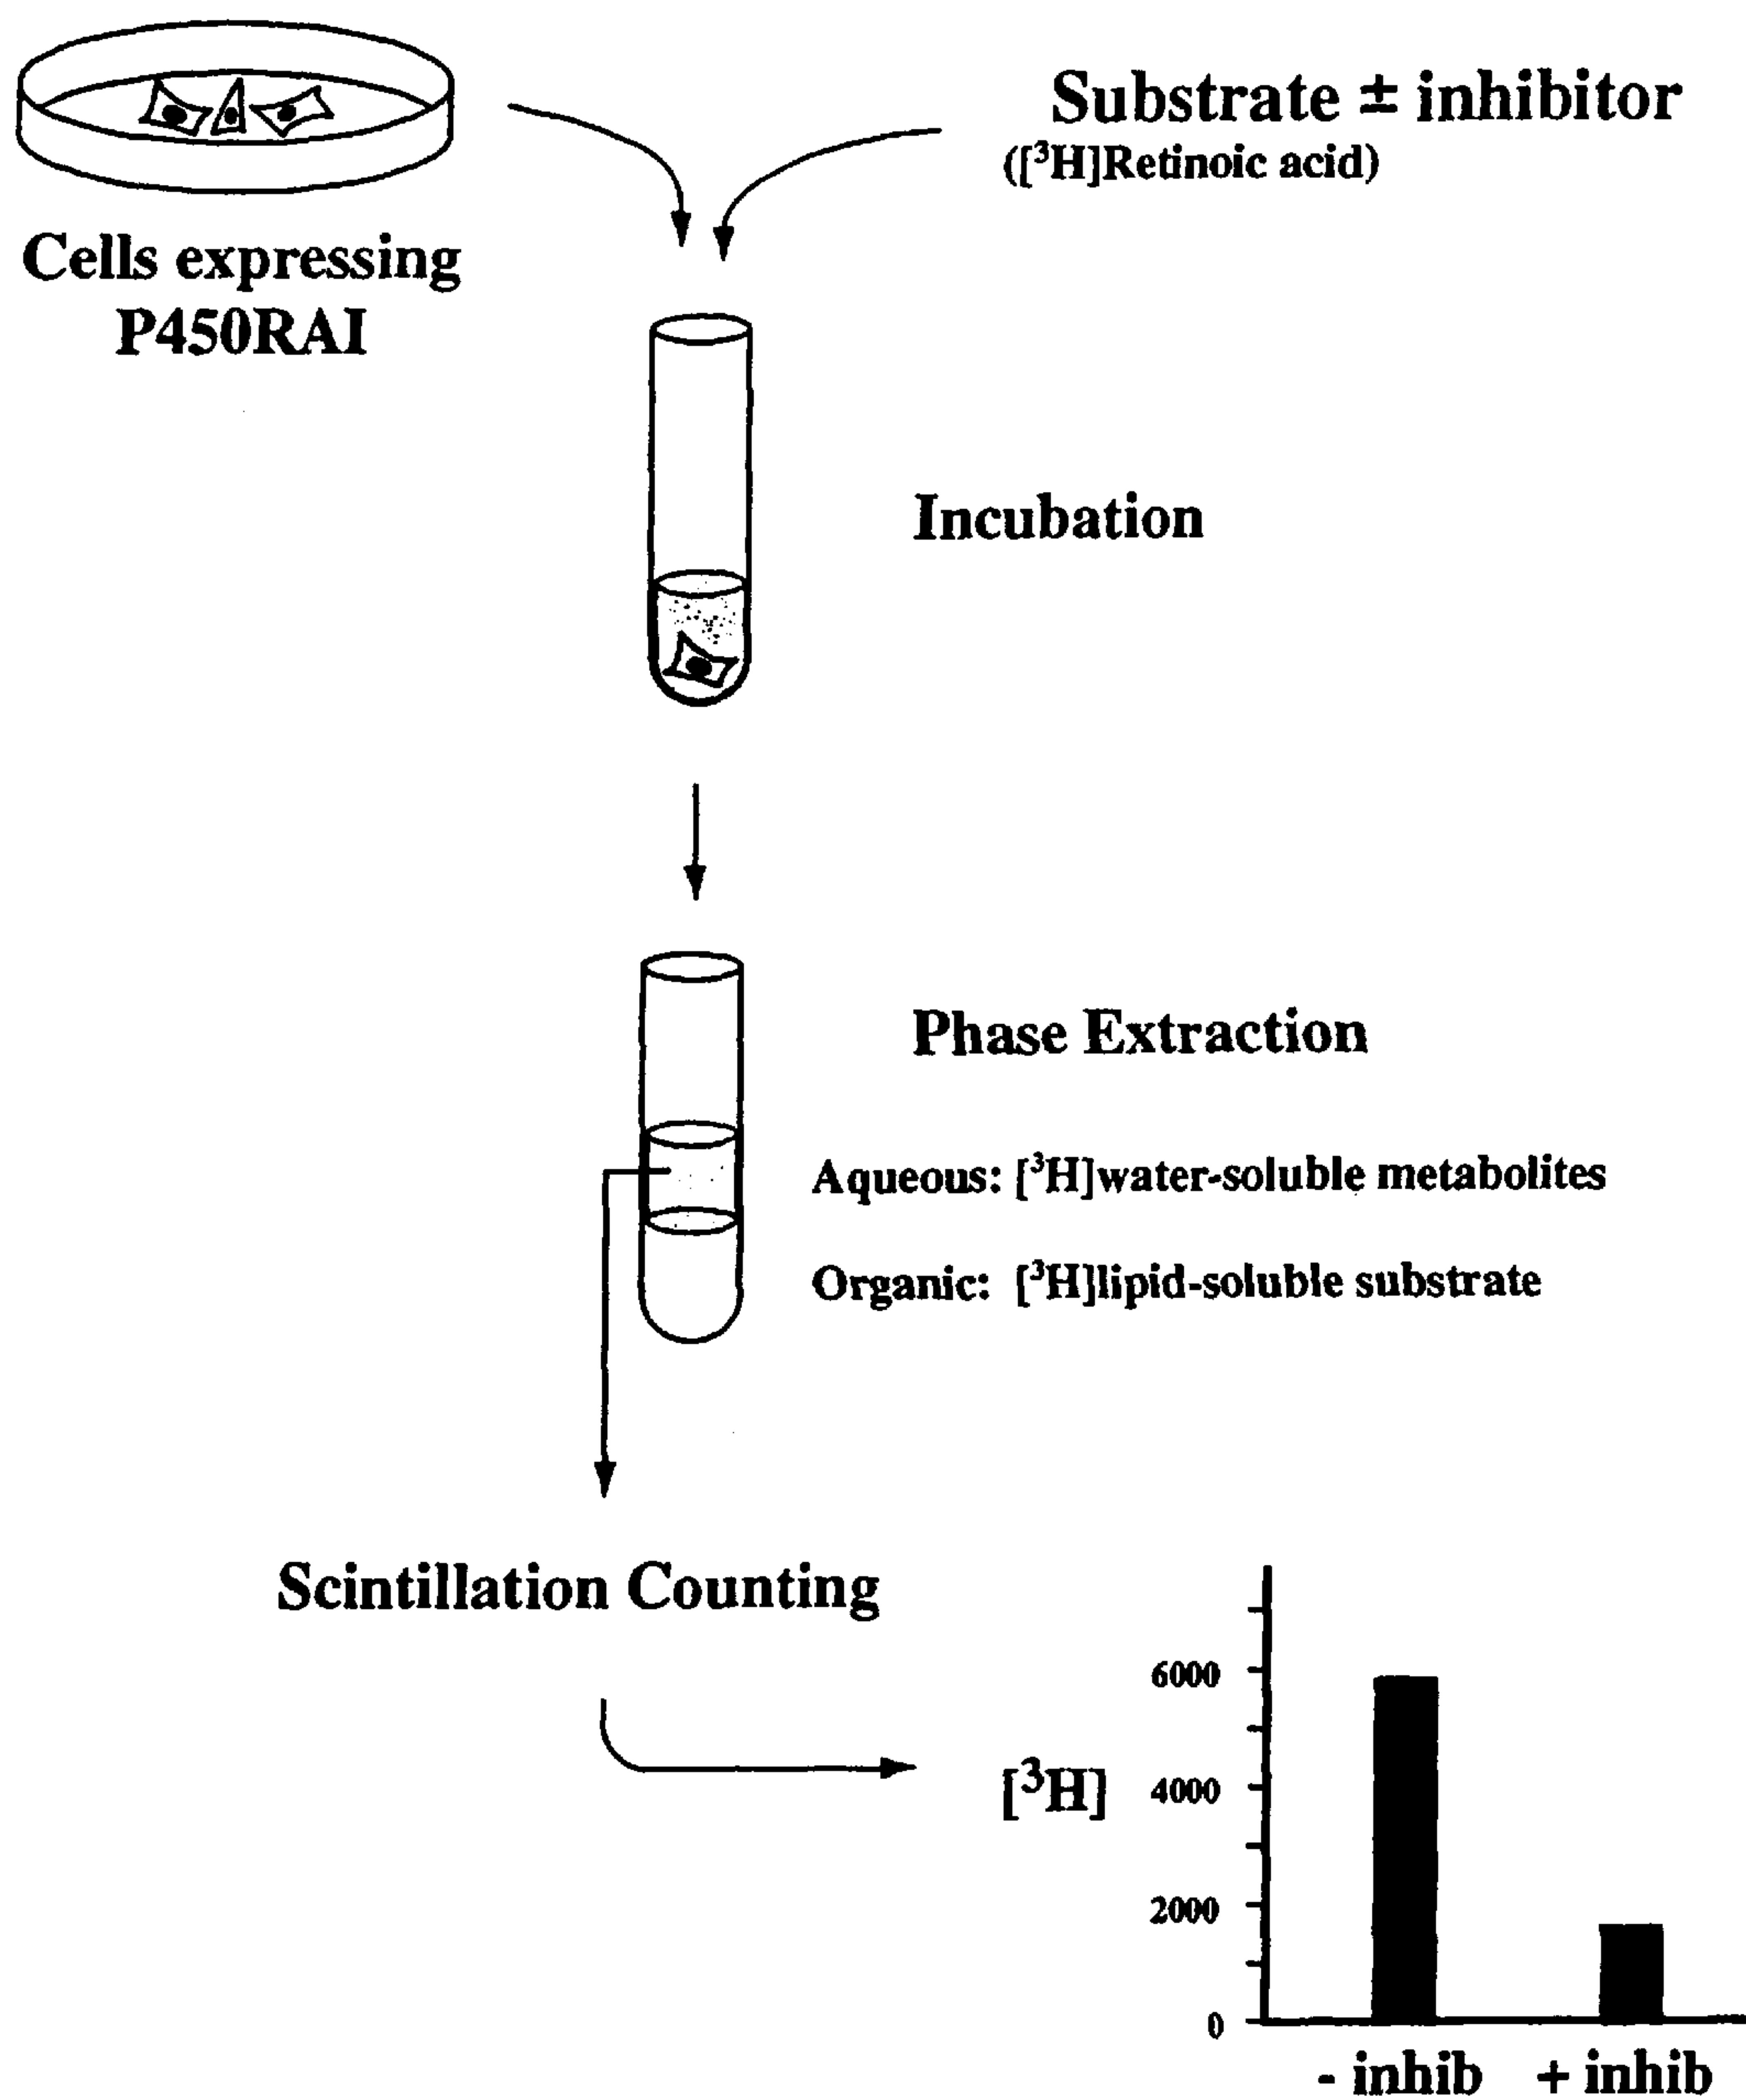 Substrate ± inhibitor
([³H]Retinoic acid)
Cells expressing
P450RAI
Incubation
Phase Extraction
Aqueous: [³H]water-soluble metabolites
Organic: [³H]lipid-soluble substrate
Scintillation Counting
[³H]
6000
4000
2000
0
- inhib
+ inhib